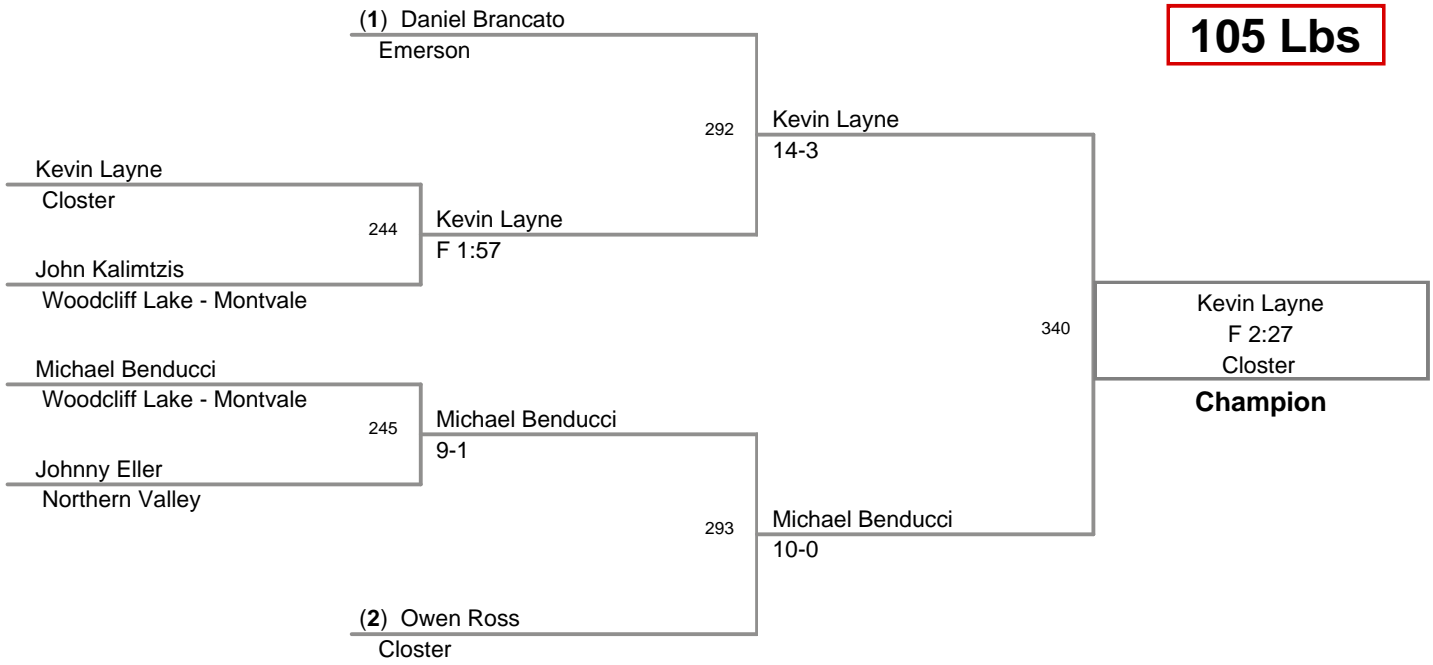 (1) Daniel Brancato
Emerson
105 Lbs
292
Kevin Layne
14-3
Kevin Layne
Closter
244
Kevin Layne
F 1:57
John Kalimtzis
Woodcliff Lake - Montvale
340
Kevin Layne
F 2:27
Closter
Champion
Michael Benducci
Woodcliff Lake - Montvale
245
Michael Benducci
9-1
Johnny Eller
Northern Valley
293
Michael Benducci
10-0
(2) Owen Ross
Closter